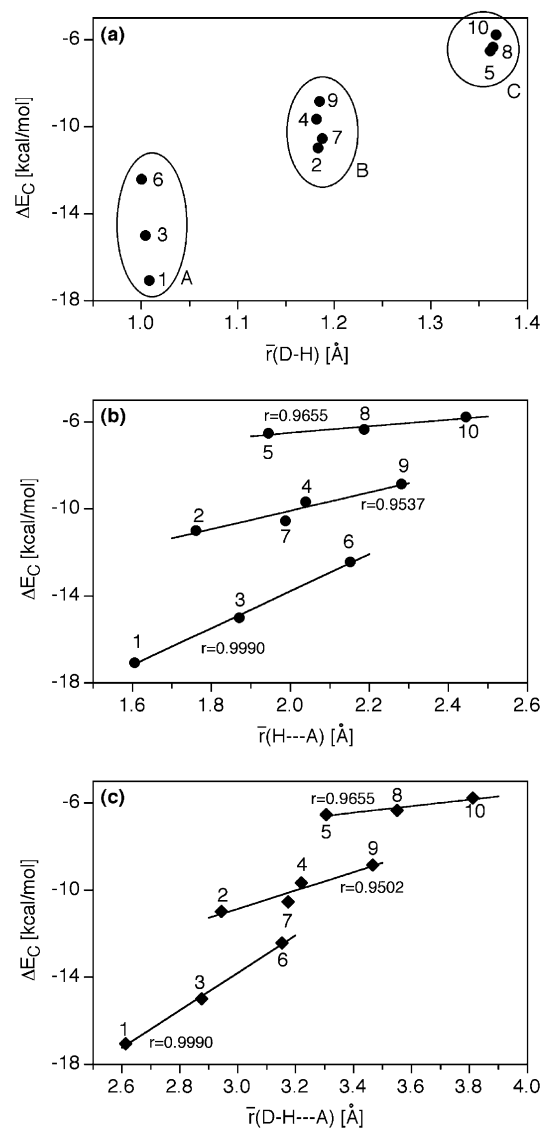 (a)
-6
-10
-14
-18
ΔE_C [kcal/mol]
10
8
5
C
9
4
7
2
B
6
3
1
A
1.0 1.1 1.2 1.3 1.4
r̅(D-H) [Å]
(b)
-6
-10
-14
-18
ΔE_C [kcal/mol]
r=0.9655
8
5
10
9
4
2
r=0.9537
7
6
3
1
r=0.9990
1.6 1.8 2.0 2.2 2.4 2.6
r̅(H---A) [Å]
(c)
-6
-10
-14
-18
ΔE_C [kcal/mol]
r=0.9655
8
5
10
9
4
2
r=0.9502
7
6
3
1
r=0.9990
2.6 2.8 3.0 3.2 3.4 3.6 3.8 4.0
r̅(D-H---A) [Å]